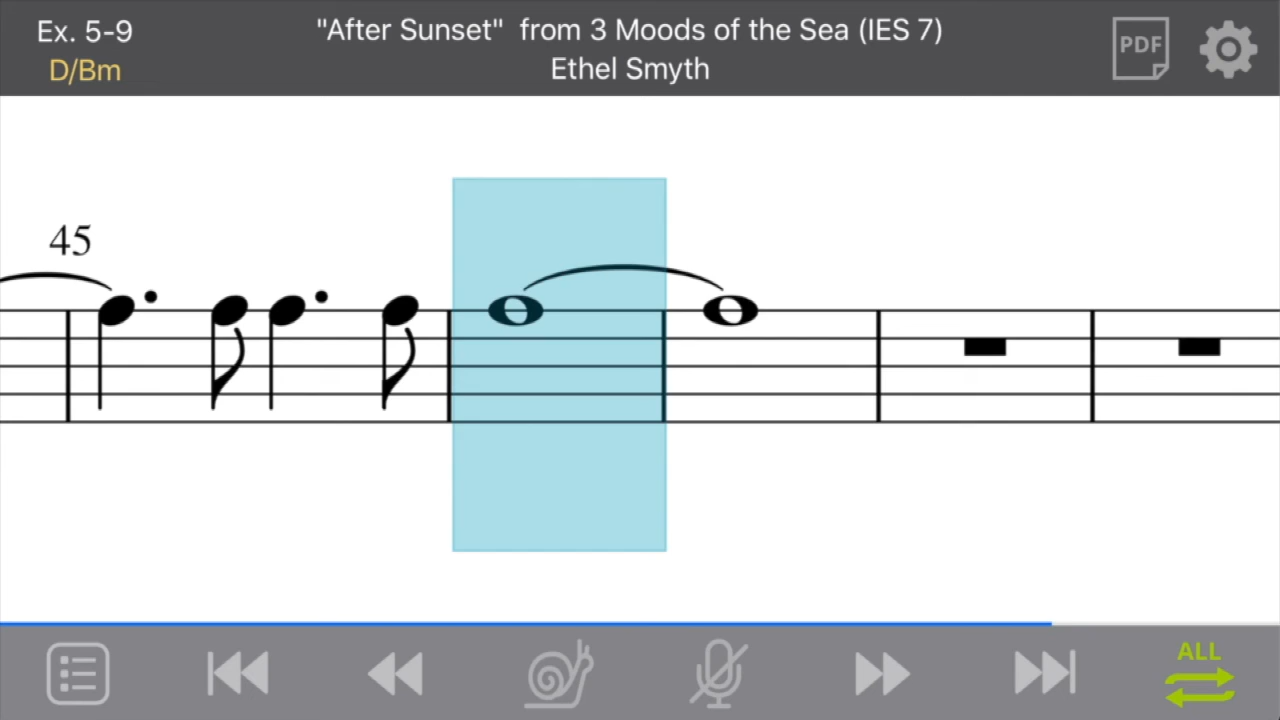 Ex. 5-9
D/Bm
"After Sunset" from 3 Moods of the Sea (IES 7)
Ethel Smyth
PDF
45
ALL